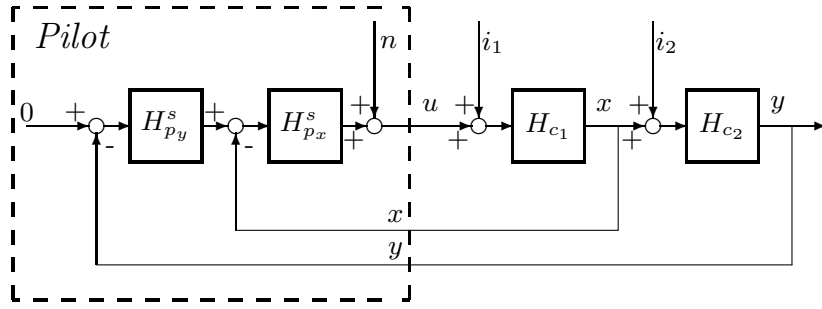 Pilot
n
i₁
i₂
0
+
-
H^s_{p_y}
+
-
H^s_{p_x}
+
+
u
+
+
H_{c_1}
x
+
+
H_{c_2}
y
x
y